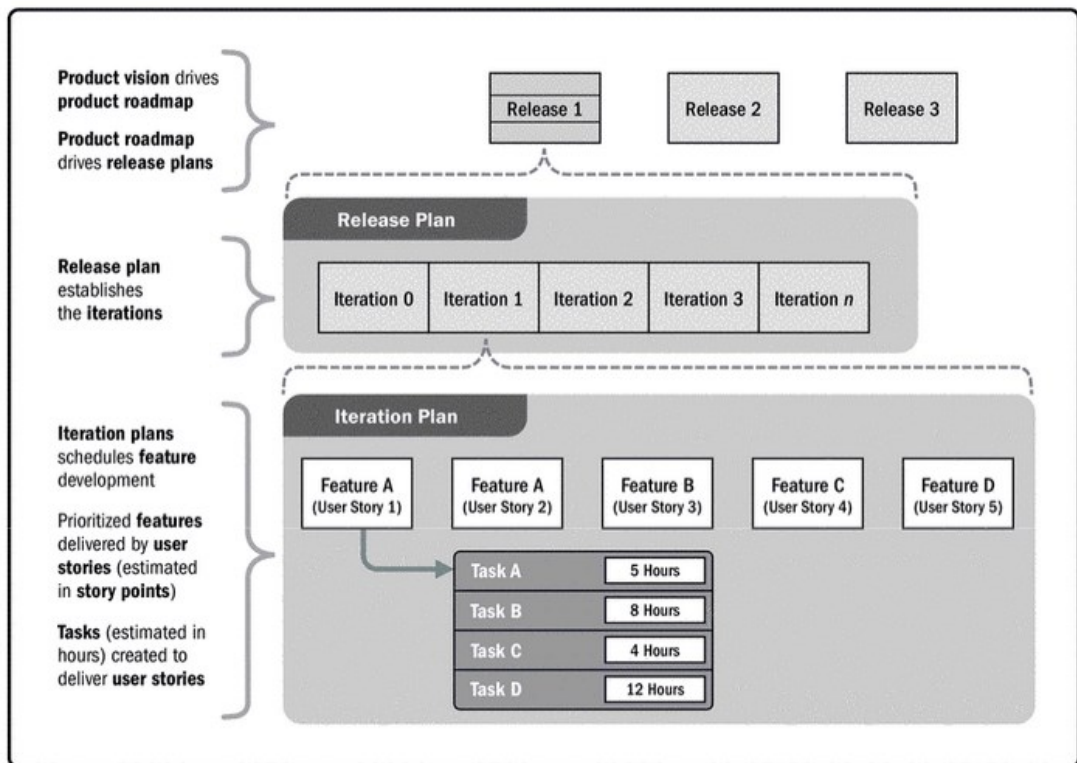 Product vision drives
product roadmap
Product roadmap
drives release plans
Release 1
Release 2
Release 3
Release Plan
Release plan
establishes
the iterations
Iteration 0
Iteration 1
Iteration 2
Iteration 3
Iteration n
Iteration Plan
Iteration plans
schedules feature
development
Prioritized features
delivered by user
stories (estimated
in story points)
Tasks (estimated in
hours) created to
deliver user stories
Feature A
(User Story 1)
Feature A
(User Story 2)
Feature B
(User Story 3)
Feature C
(User Story 4)
Feature D
(User Story 5)
Task A
5 Hours
Task B
8 Hours
Task C
4 Hours
Task D
12 Hours